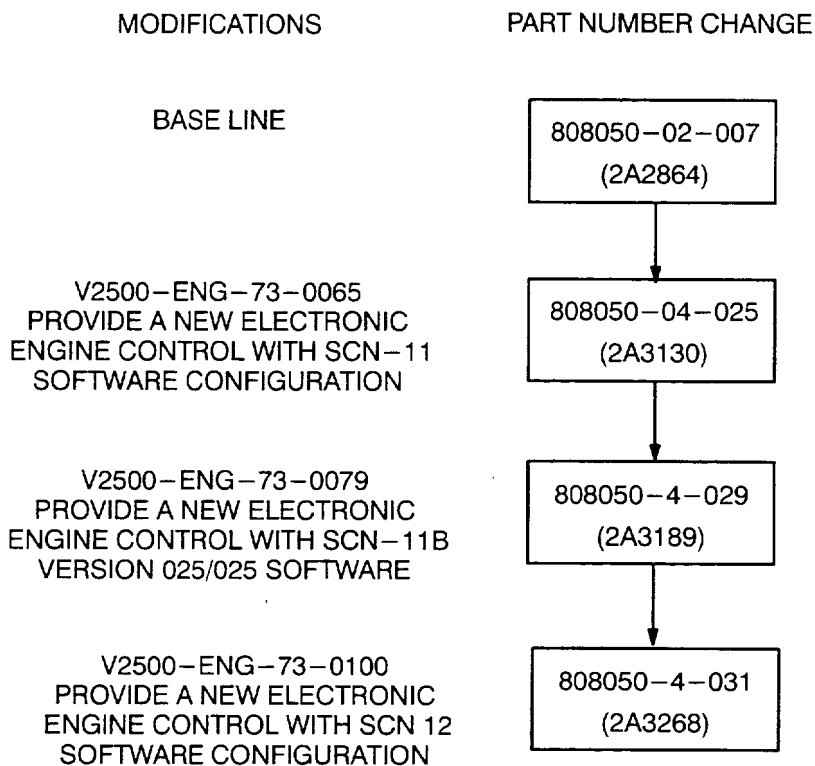 MODIFICATIONS
PART NUMBER CHANGE
BASE LINE
808050-02-007
(2A2864)
V2500-ENG-73-0065
PROVIDE A NEW ELECTRONIC
ENGINE CONTROL WITH SCN-11
SOFTWARE CONFIGURATION
808050-04-025
(2A3130)
V2500-ENG-73-0079
PROVIDE A NEW ELECTRONIC
ENGINE CONTROL WITH SCN-11B
VERSION 025/025 SOFTWARE
808050-4-029
(2A3189)
V2500-ENG-73-0100
PROVIDE A NEW ELECTRONIC
ENGINE CONTROL WITH SCN 12
SOFTWARE CONFIGURATION
808050-4-031
(2A3268)